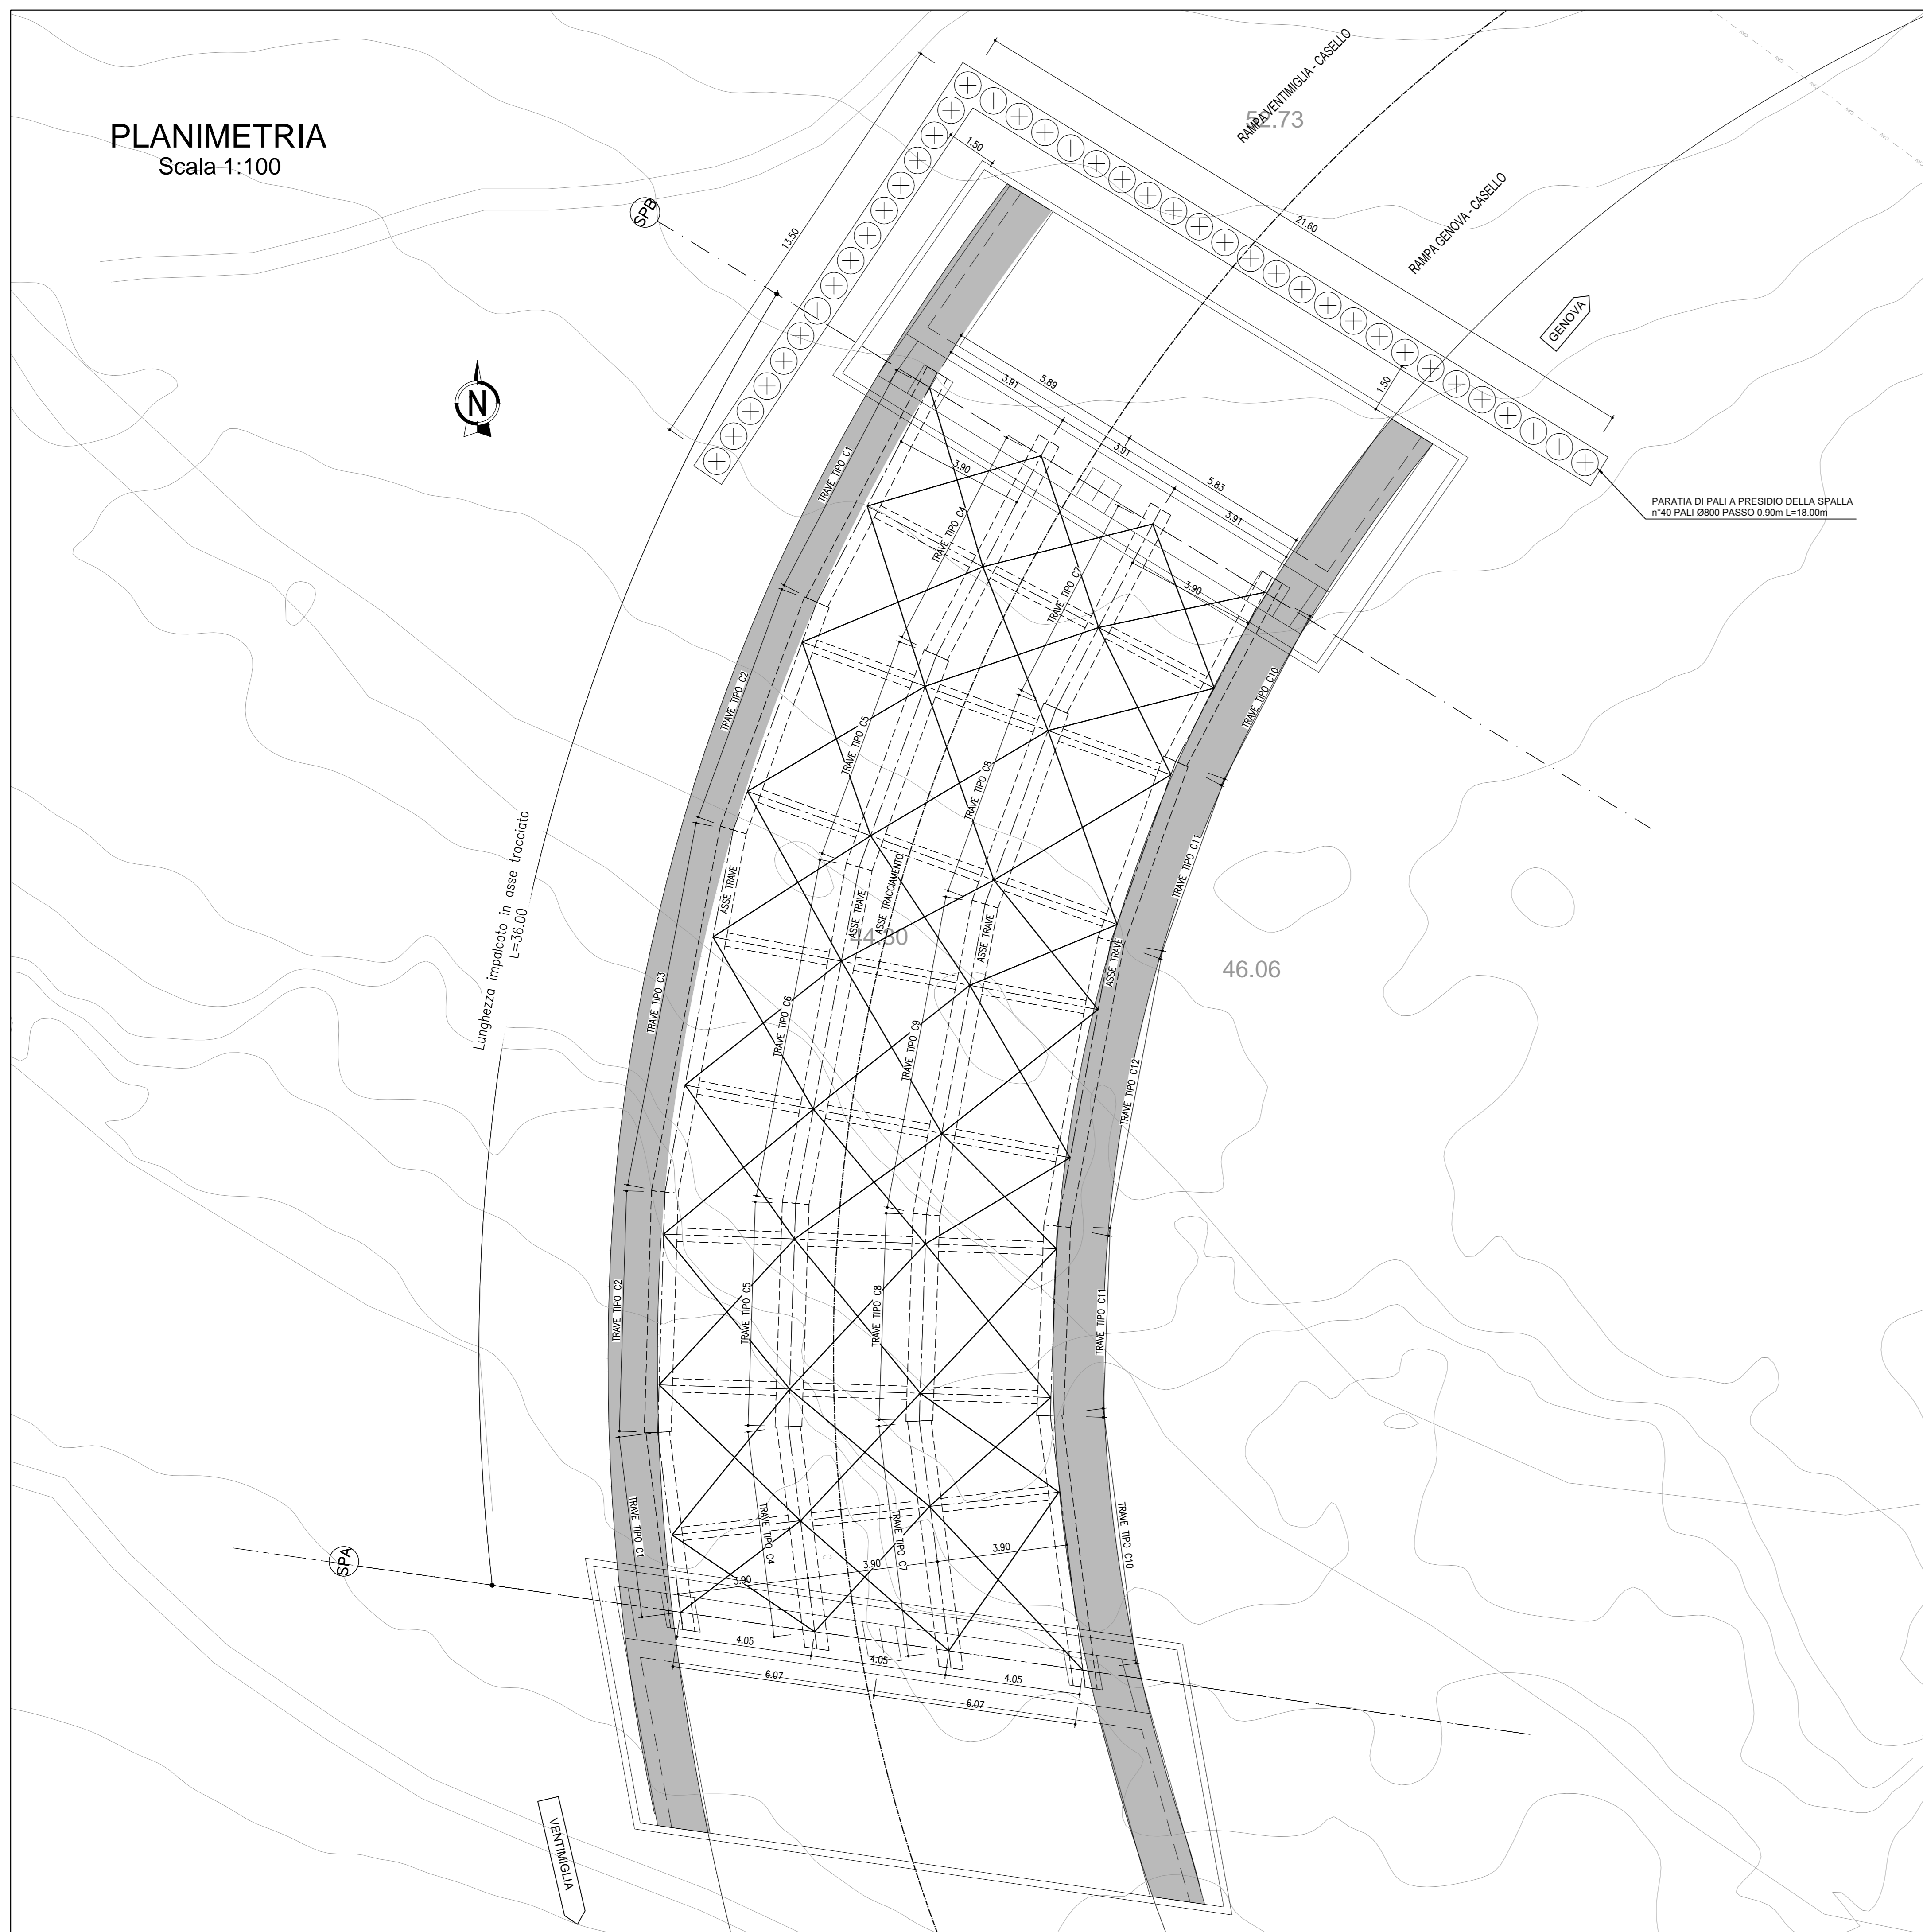 PLANIMETRIA
Scala 1:100
RAMPA VENTIMIGLIA - CASELLO
52.73
RAMPA GENOVA - CASELLO
GENOVA
SPB
13.50
1.50
21.60
1.50
N
PARATIA DI PALI A PRESIDIO DELLA SPALLA
n°40 PALI Ø800 PASSO 0.90m L=18.00m
5.89
3.91
3.91
5.83
3.91
3.90
3.90
TRAVE TIPO C1
TRAVE TIPO C4
TRAVE TIPO C7
TRAVE TIPO C10
TRAVE TIPO C2
TRAVE TIPO C5
TRAVE TIPO C8
TRAVE TIPO C11
ASSE TRAVE
ASSE TRAVE
ASSE TRACCIAMENTO
ASSE TRAVE
ASSE TRAVE
44.80
46.06
Lunghezza impalcato in asse tracciato
L=36.00
TRAVE TIPO C3
TRAVE TIPO C6
TRAVE TIPO C9
TRAVE TIPO C12
TRAVE TIPO C2
TRAVE TIPO C5
TRAVE TIPO C8
TRAVE TIPO C11
TRAVE TIPO C1
TRAVE TIPO C4
TRAVE TIPO C7
TRAVE TIPO C10
SPA
3.90
3.90
3.90
4.05
4.05
4.05
6.07
6.07
VENTIMIGLIA